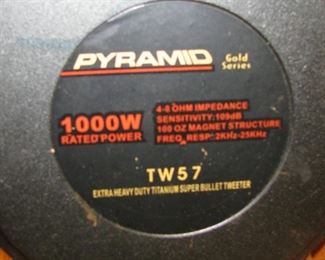 PYRAMID
Gold
Series
1000W
RATED POWER
4-8 OHM IMPEDANCE
SENSITIVITY: 109dB
100 OZ MAGNET STRUCTURE
FREQ. RESP: 2KHz-25KHz
TW57
EXTRA HEAVY DUTY TITANIUM SUPER BULLET TWEETER